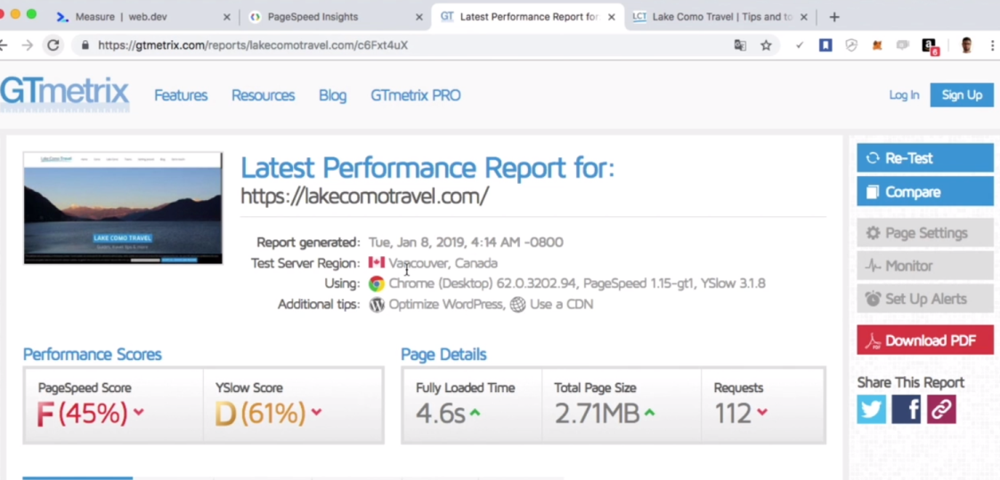 Measure | web.dev
PageSpeed Insights
GT Latest Performance Report for
LCT Lake Como Travel | Tips and to
https://gtmetrix.com/reports/lakecomotravel.com/c6Fxt4uX
a 6
GTmetrix Features Resources Blog GTmetrix PRO Log In Sign Up
LAKE COMO TRAVEL
Latest Performance Report for:
https://lakecomotravel.com/
Report generated: Tue, Jan 8, 2019, 4:14 AM -0800
Test Server Region: Vancouver, Canada
Using: Chrome (Desktop) 62.0.3202.94, PageSpeed 1.15-gt1, YSlow 3.1.8
Additional tips: Optimize WordPress, Use a CDN
Re-Test
Compare
Page Settings
Monitor
Set Up Alerts
Download PDF
Share This Report
Performance Scores
PageSpeed Score
F (45%)
YSlow Score
D (61%)
Page Details
Fully Loaded Time
4.6s
Total Page Size
2.71MB
Requests
112